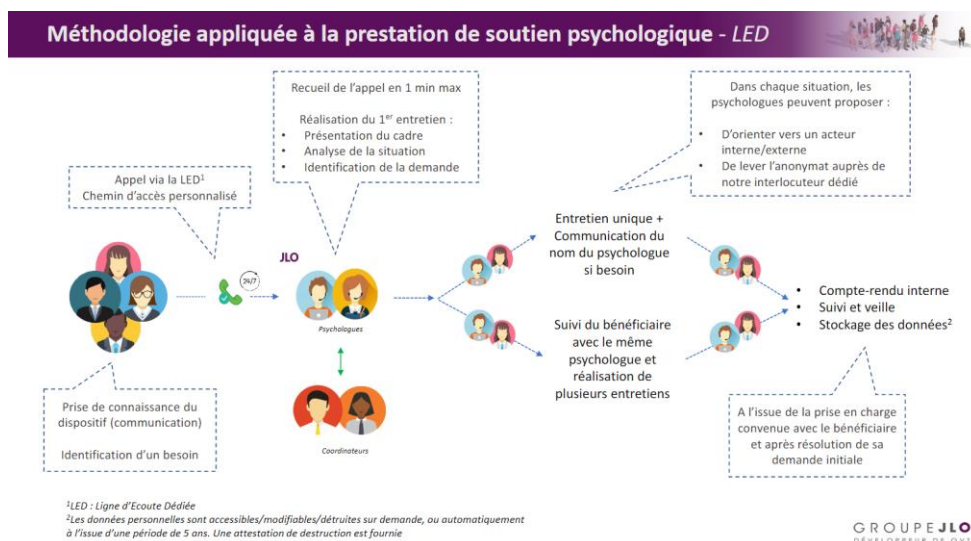 Méthodologie appliquée à la prestation de soutien psychologique - LED
Recueil de l'appel en 1 min max
Réalisation du 1er entretien :
• Présentation du cadre
• Analyse de la situation
• Identification de la demande
Dans chaque situation, les
psychologues peuvent proposer :
• D'orienter vers un acteur
interne/externe
• De lever l'anonymat auprès de
notre interlocuteur dédié
Appel via la LED¹
Chemin d'accès personnalisé
24/7
JLO
Psychologues
Coordinateurs
Entretien unique +
Communication du
nom du psychologue
si besoin
Suivi du bénéficiaire
avec le même
psychologue et
réalisation de
plusieurs entretiens
• Compte-rendu interne
• Suivi et veille
• Stockage des données²
Prise de connaissance du
dispositif (communication)
Identification d'un besoin
A l'issue de la prise en charge
convenue avec le bénéficiaire
et après résolution de sa
demande initiale
¹LED : Ligne d'Ecoute Dédiée
²Les données personnelles sont accessibles/modifiables/détruites sur demande, ou automatiquement
à l'issue d'une période de 5 ans. Une attestation de destruction est fournie
GROUPE JLO
DÉVELOPPEUR DE QVT